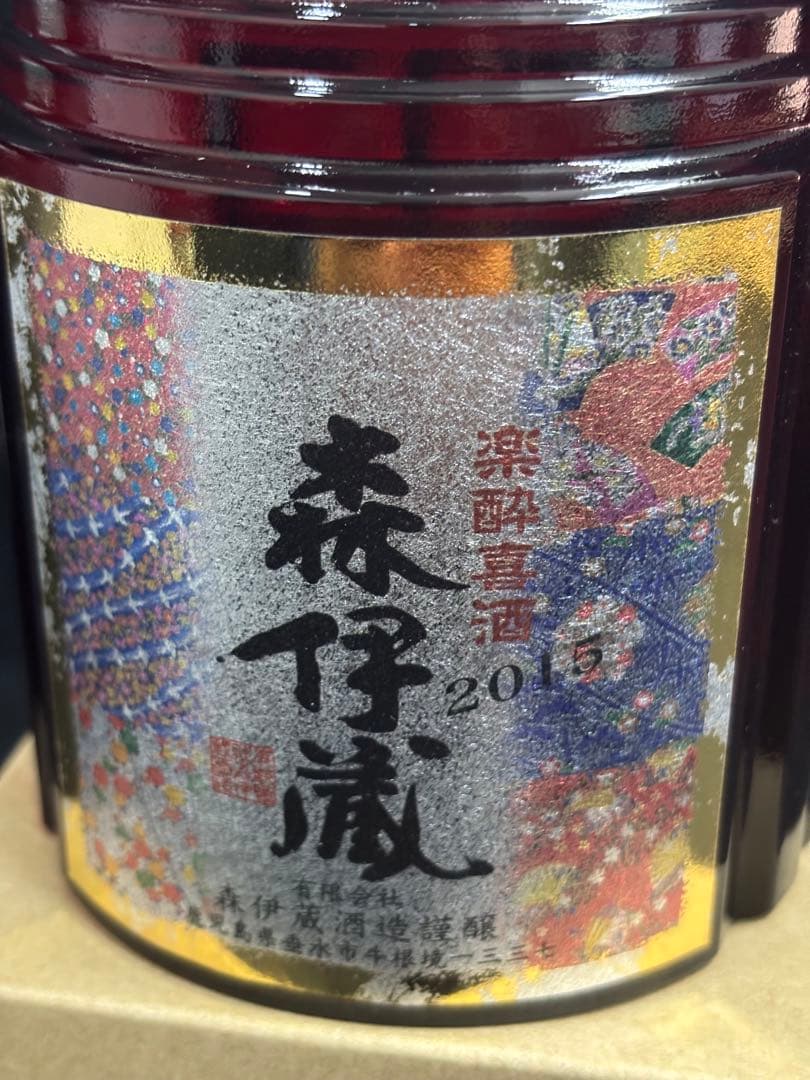 楽酔喜酒
2015
森伊蔵
有限会社
森伊蔵酒造謹醸
鹿児島県垂水市牛根境一三三七